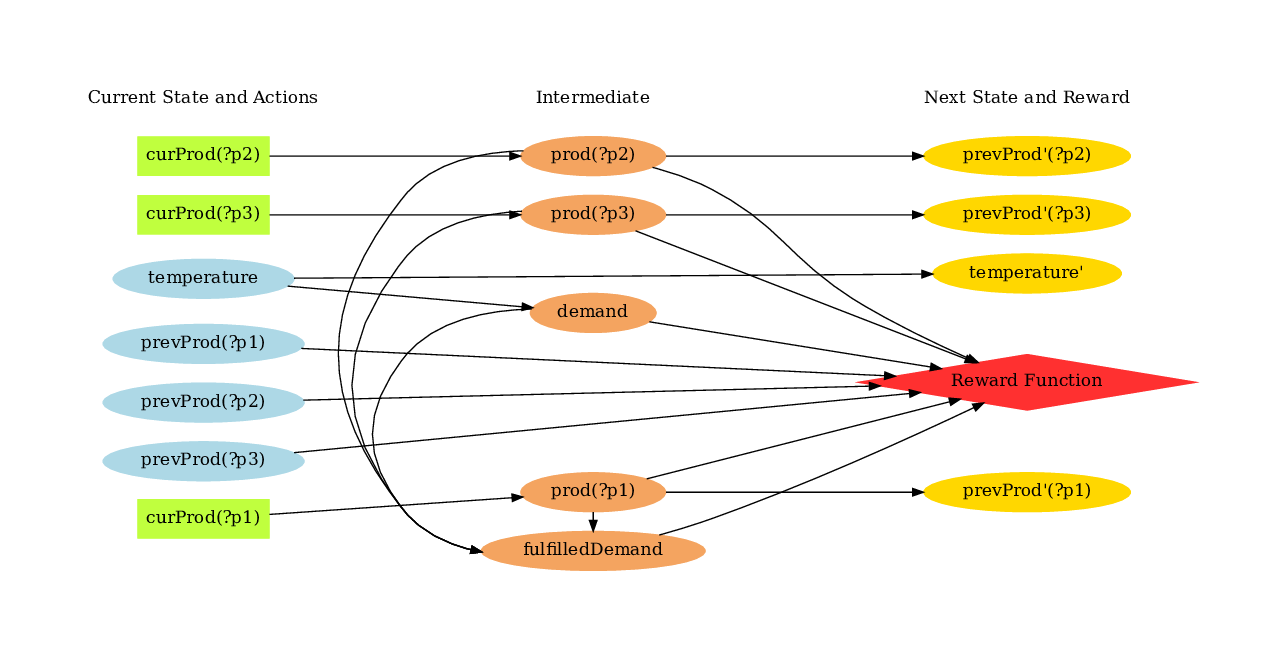 Current State and Actions
Intermediate
Next State and Reward
curProd(?p2)
prod(?p2)
prevProd'(?p2)
curProd(?p3)
prod(?p3)
prevProd'(?p3)
temperature
temperature'
demand
prevProd(?p1)
Reward Function
prevProd(?p2)
prevProd(?p3)
prod(?p1)
prevProd'(?p1)
curProd(?p1)
fulfilledDemand